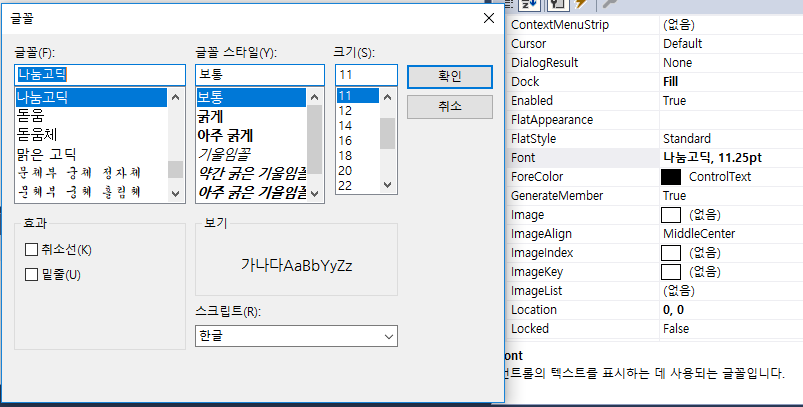 글꼴
글꼴(F):
나눔고딕
나눔고딕
돋움
돋움체
맑은 고딕
문체부 궁체 정자체
문체부 궁체 흘림체
글꼴 스타일(Y):
보통
보통
굵게
아주 굵게
기울임꼴
약간 굵은 기울임꼴
아주 굵은 기울임꼴
크기(S):
11
11
12
14
16
18
20
22
확인
취소
효과
취소선(K)
밑줄(U)
보기
가나다AaBbYyZz
스크립트(R):
한글
ContextMenuStrip (없음)
Cursor Default
DialogResult None
Dock Fill
Enabled True
FlatAppearance
FlatStyle Standard
Font 나눔고딕, 11.25pt
ForeColor ControlText
GenerateMember True
Image (없음)
ImageAlign MiddleCenter
ImageIndex (없음)
ImageKey (없음)
ImageList (없음)
Location 0, 0
Locked False
ont
컨트롤의 텍스트를 표시하는 데 사용되는 글꼴입니다.